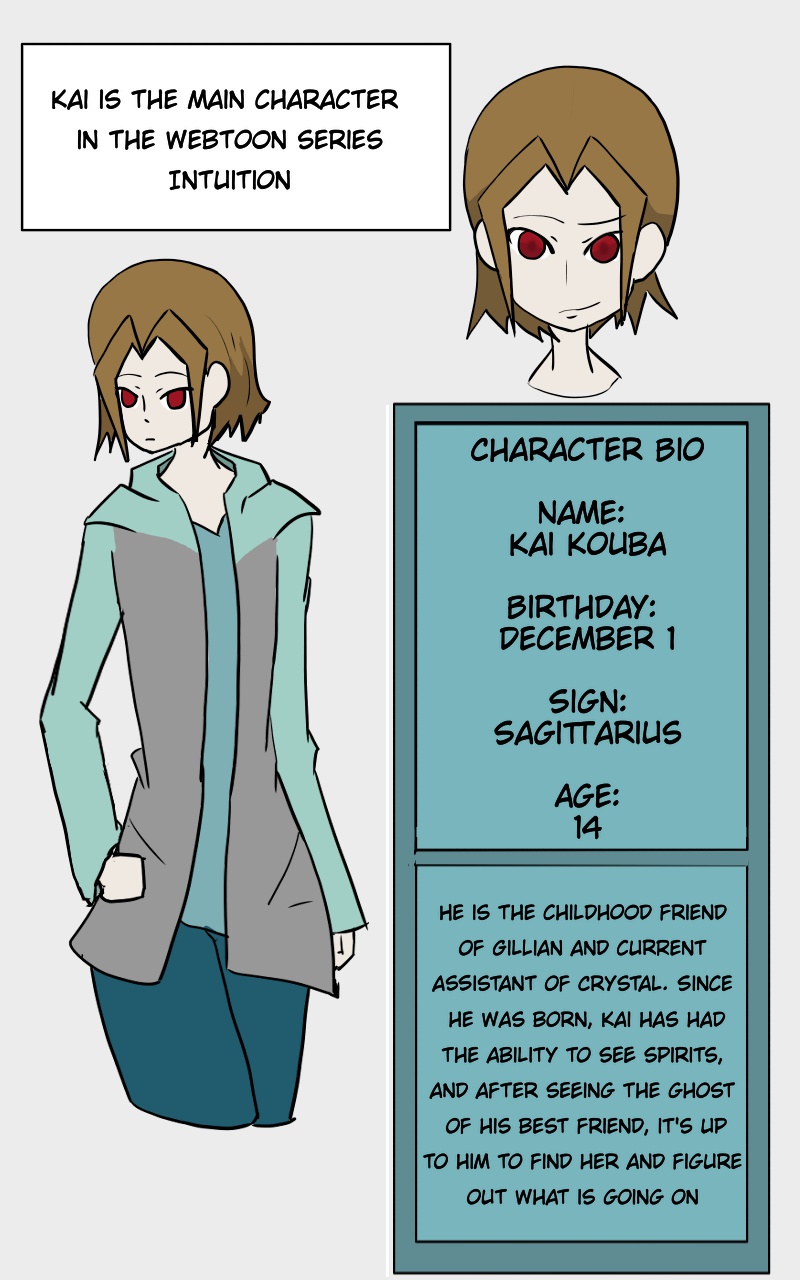 KAI IS THE MAIN CHARACTER
IN THE WEBTOON SERIES
INTUITION
CHARACTER BIO
NAME:
KAI KOUBA
BIRTHDAY:
DECEMBER 1
SIGN:
SAGITTARIUS
AGE:
14
HE IS THE CHILDHOOD FRIEND
OF GILLIAN AND CURRENT
ASSISTANT OF CRYSTAL. SINCE
HE WAS BORN, KAI HAS HAD
THE ABILITY TO SEE SPIRITS,
AND AFTER SEEING THE GHOST
OF HIS BEST FRIEND, IT'S UP
TO HIM TO FIND HER AND FIGURE
OUT WHAT IS GOING ON